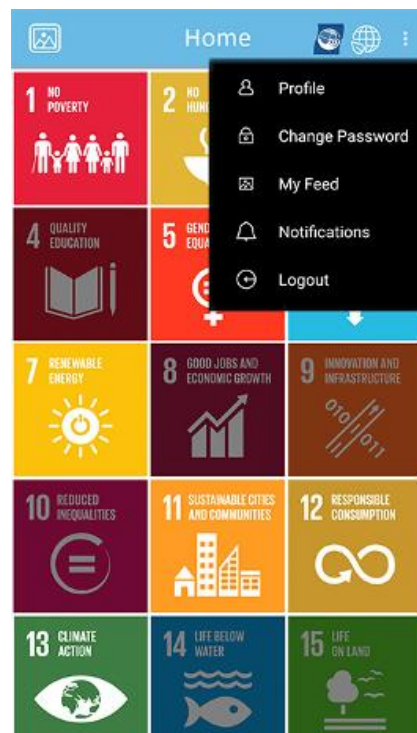 Home
1 NO
POVERTY
2 NO
Profile
Change Password
My Feed
Notifications
Logout
4 QUALITY
EDUCATION
5
7 RENEWABLE
ENERGY
8 GOOD JOBS AND
ECONOMIC GROWTH
9 INNOVATION AND
INFRASTRUCTURE
010
011
10 REDUCED
INEQUALITIES
11 SUSTAINABLE CITIES
AND COMMUNITIES
12 RESPONSIBLE
CONSUMPTION
13 CLIMATE
ACTION
14 LIFE BELOW
WATER
15 LIFE
ON LAND